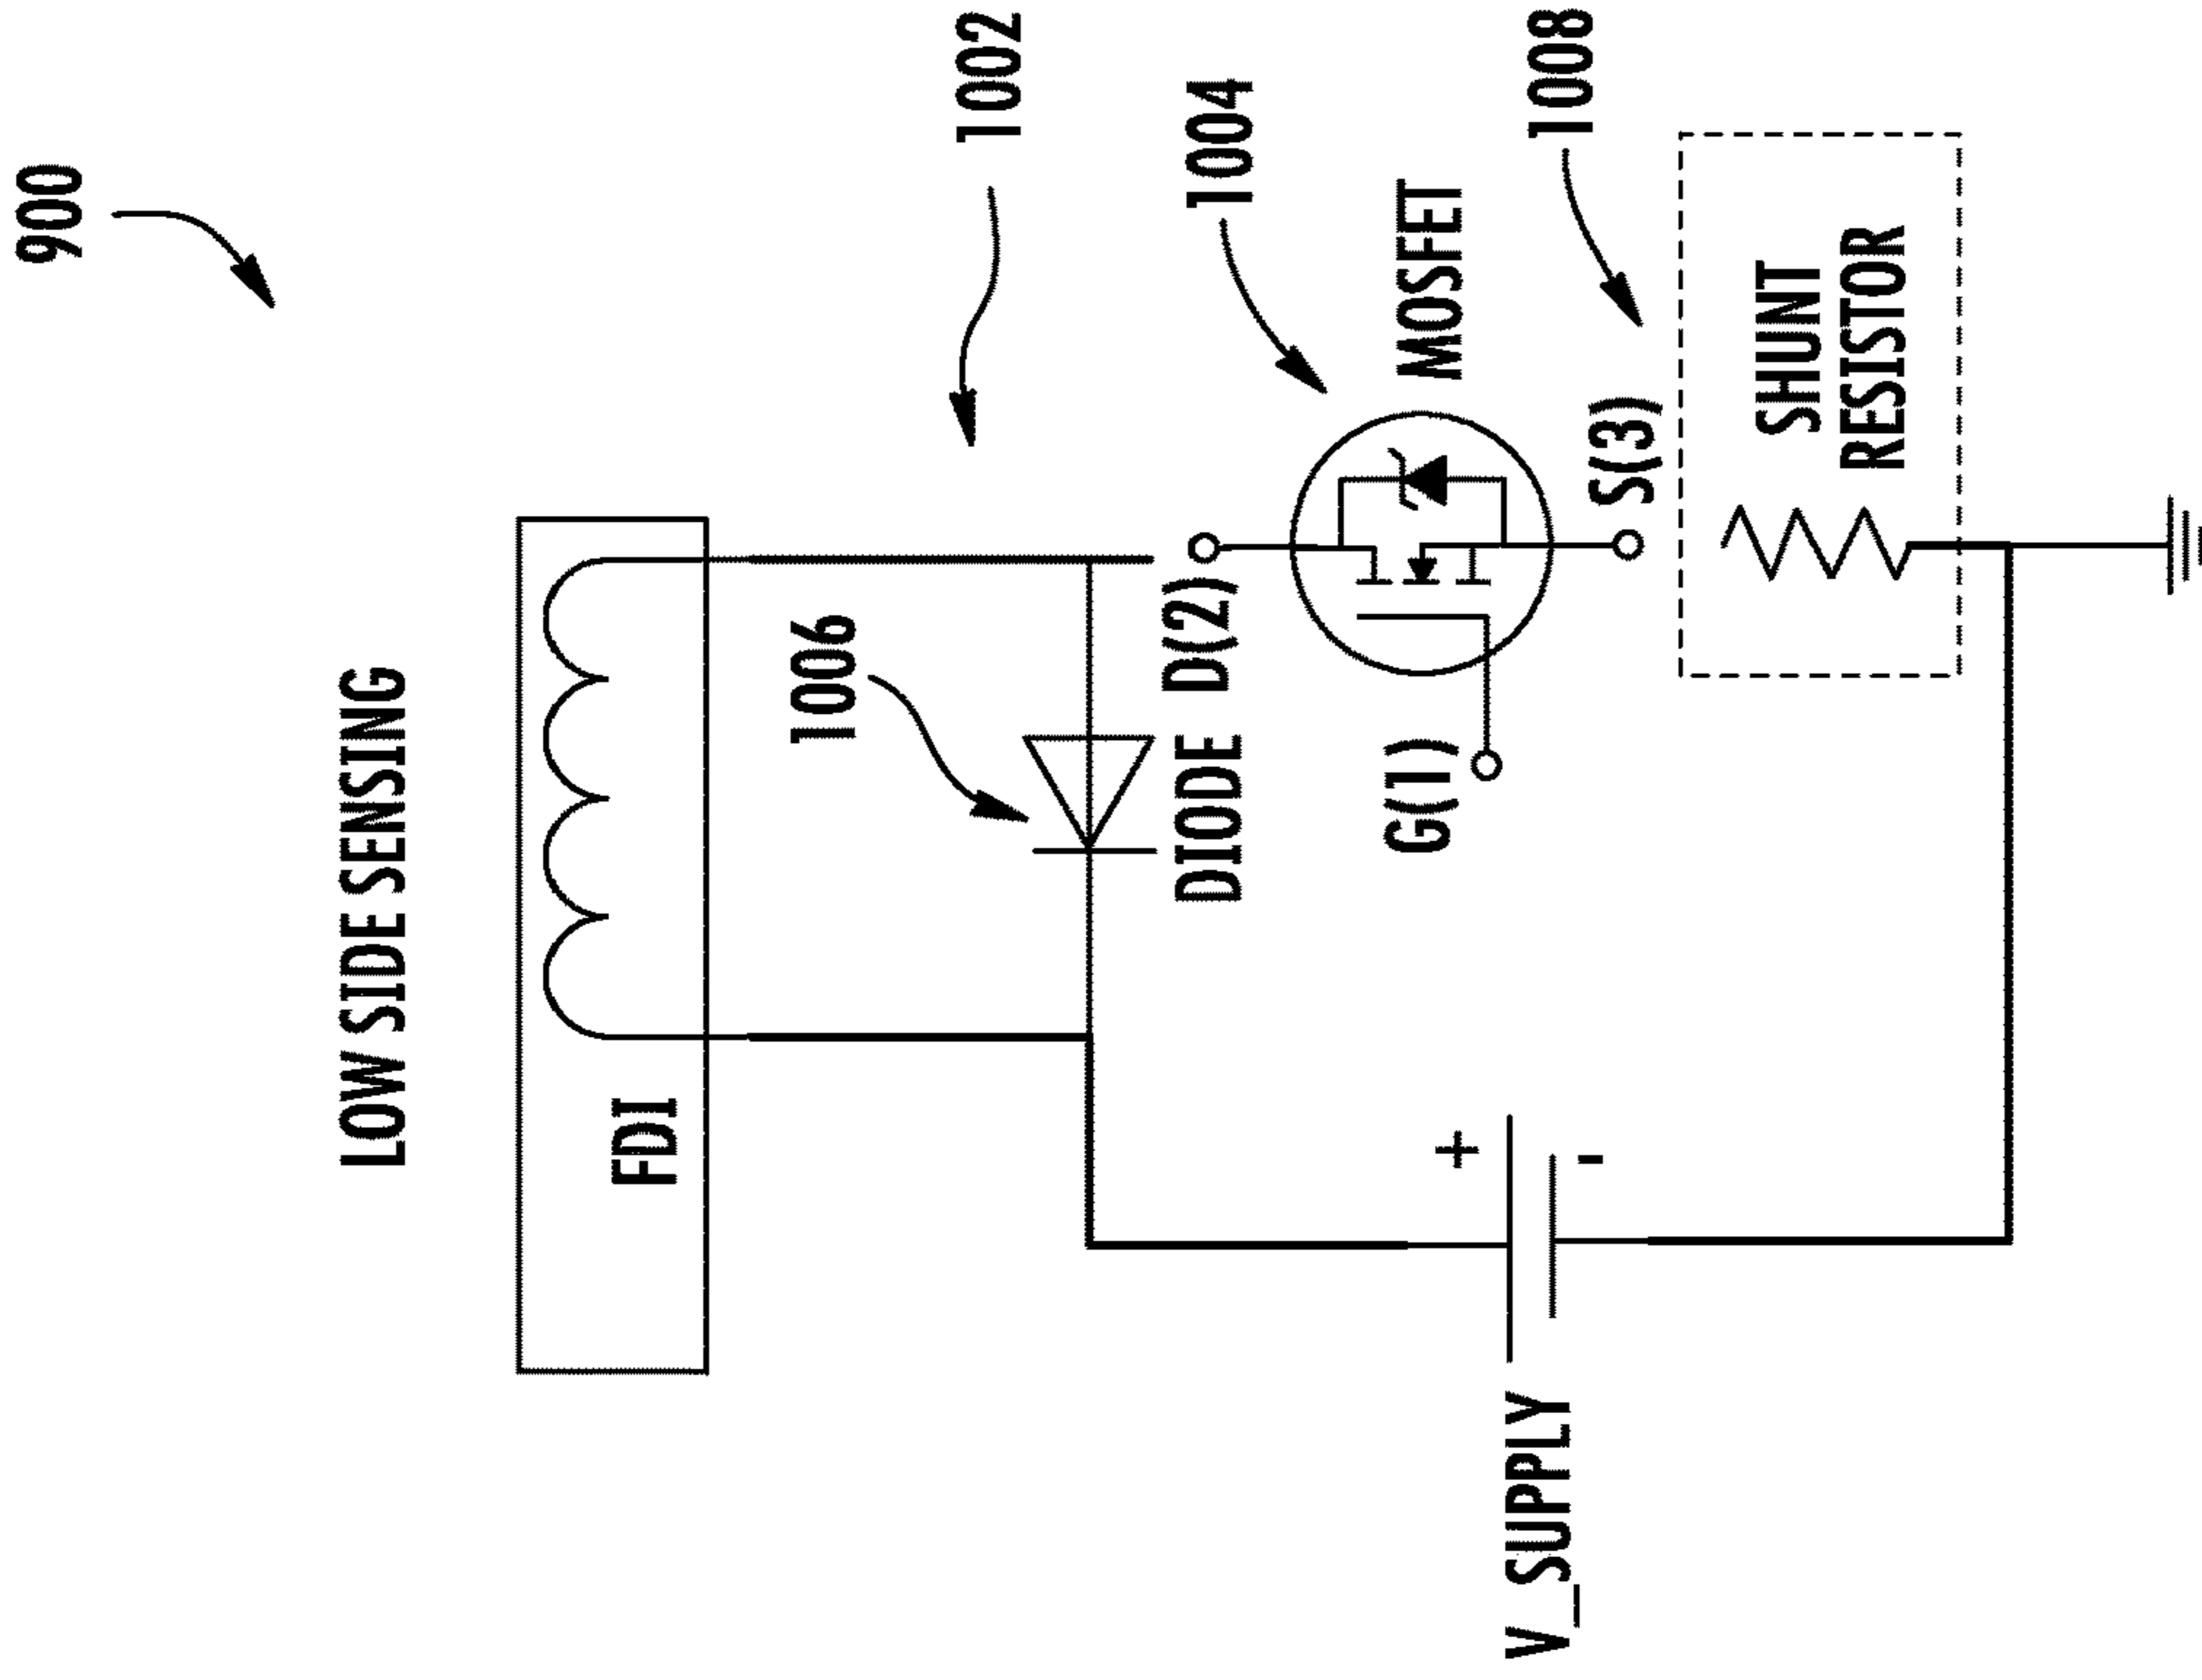 900
LOW SIDE SENSING
FDI
1002
1006
DIODE
D(2)
1004
MOSFET
G(1)
S(3)
1008
SHUNT
RESISTOR
V_SUPPLY
+
-